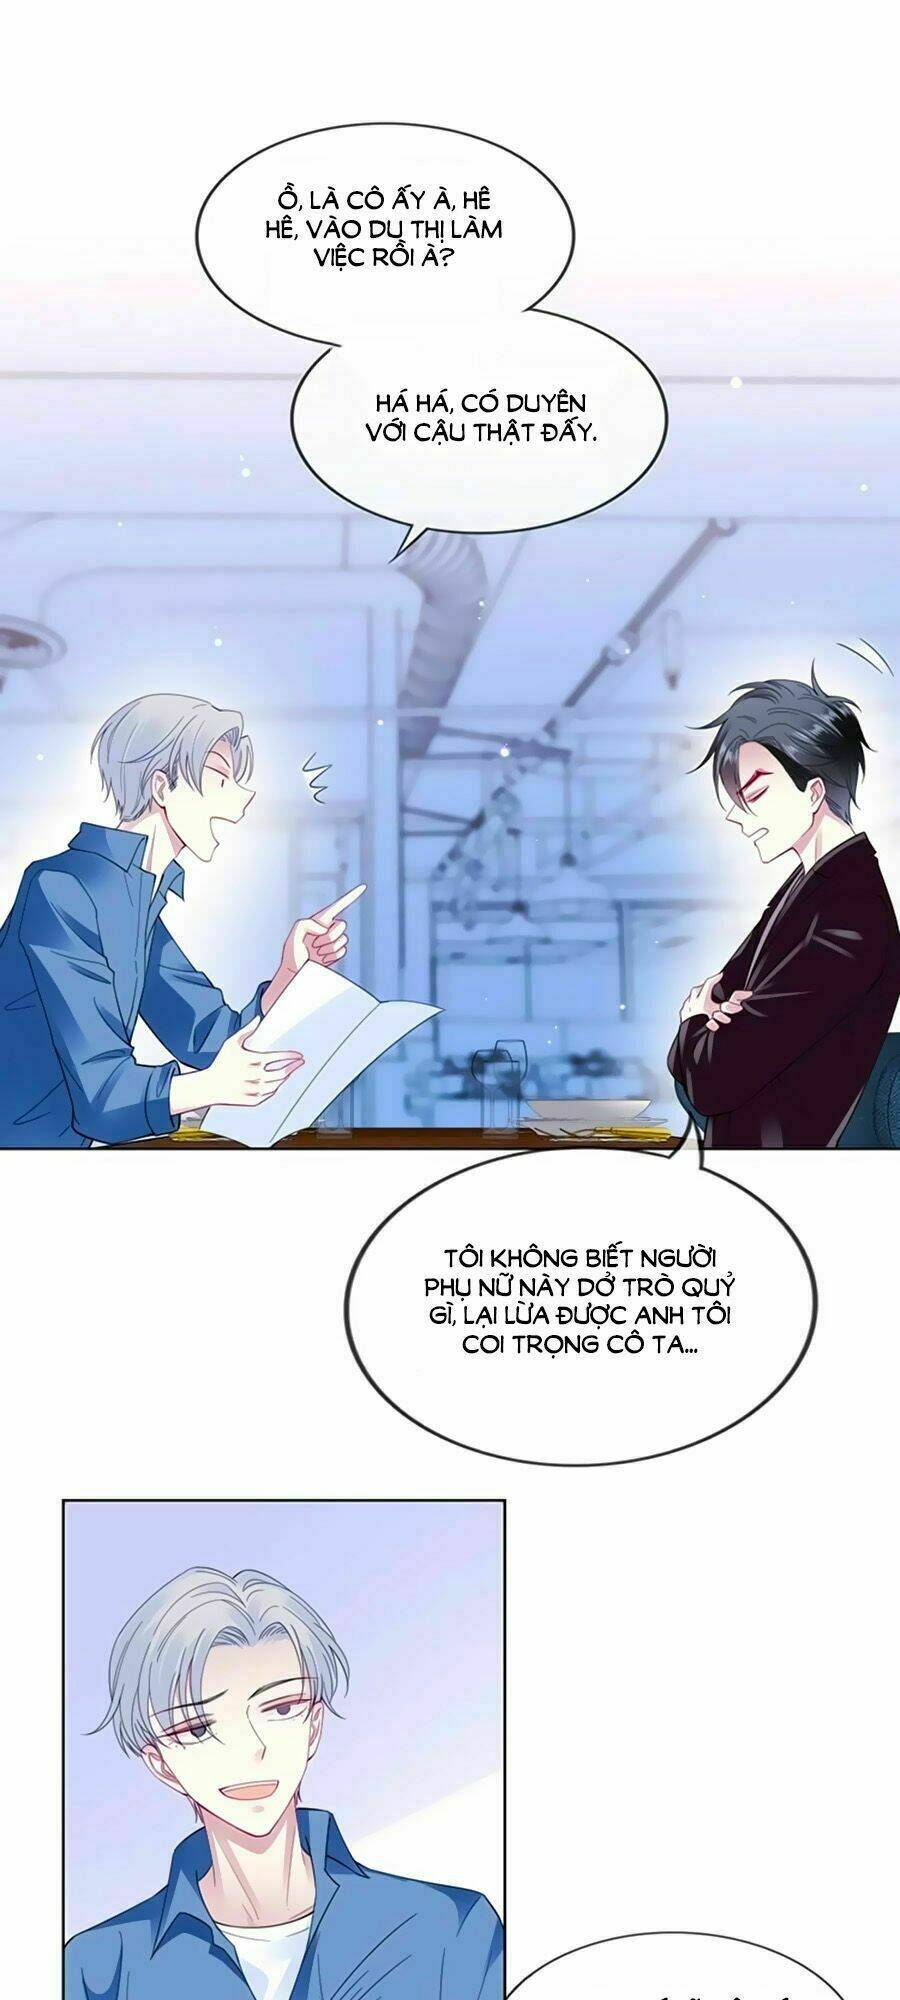 Ồ, LÀ CÔ ẤY À, HÊ
HÊ, VÀO DU THỊ LÀM
VIỆC RỒI À?
HÁ HÁ, CÓ DUYÊN
VỚI CẬU THẬT ĐẤY.
TÔI KHÔNG BIẾT NGƯỜI
PHỤ NỮ NÀY DỞ TRÒ QUỶ
GÌ, LẠI LỪA ĐƯỢC ANH TÔI
COI TRỌNG CÔ TA...